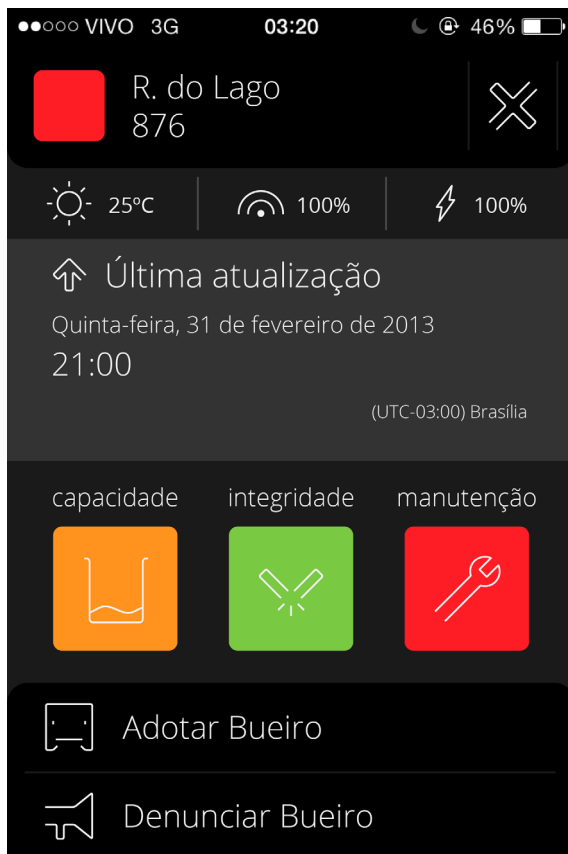 VIVO 3G 03:20 46%
R. do Lago
876
25ºC 100% 100%
Última atualização
Quinta-feira, 31 de fevereiro de 2013
21:00
(UTC-03:00) Brasília
capacidade integridade manutenção
Adotar Bueiro
Denunciar Bueiro